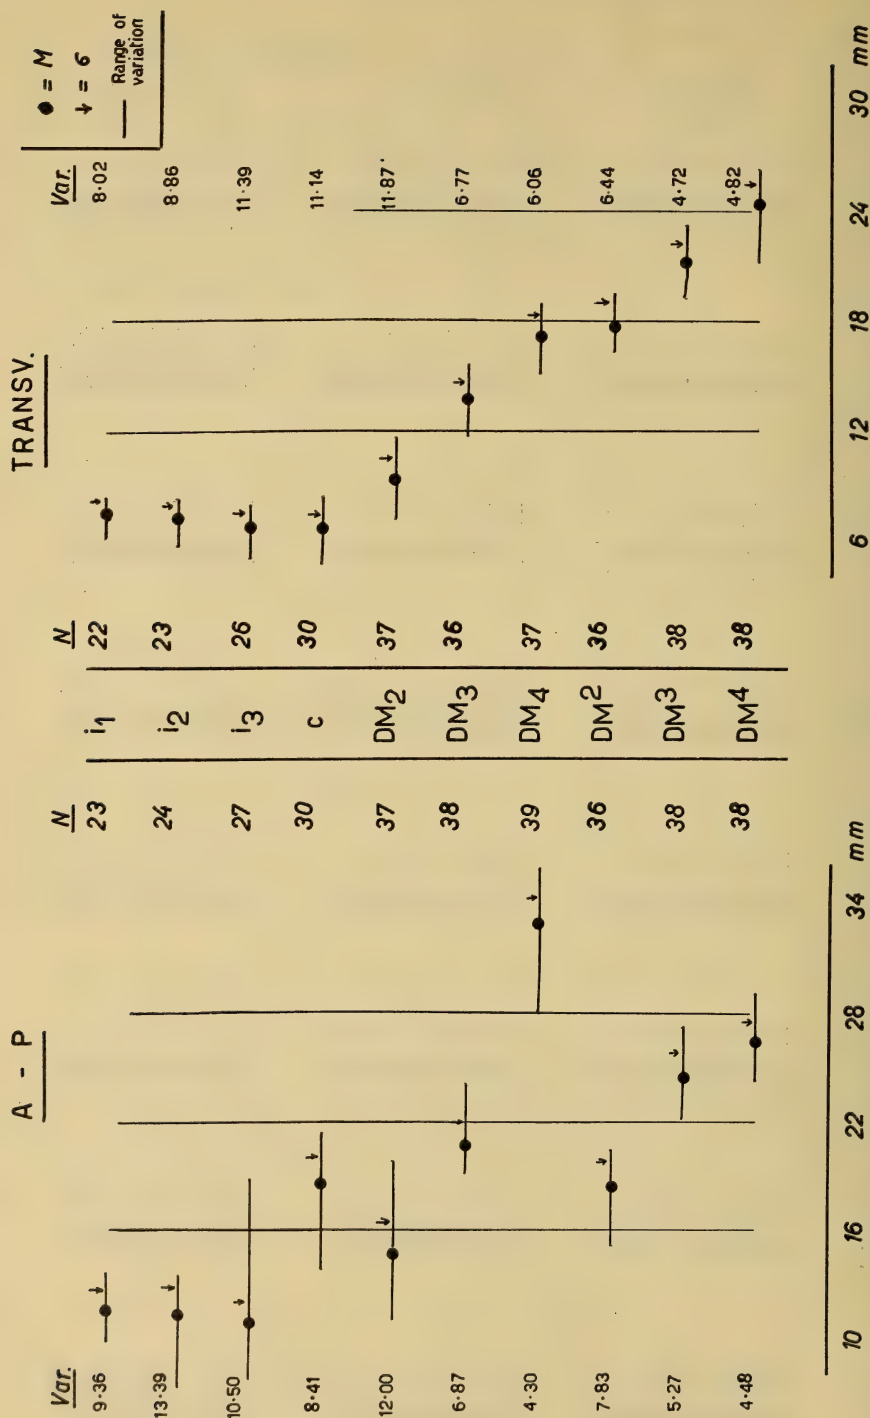 A - P TRANSV.
● = M
↓ = σ
— Range of
variation
Var. N N Var.
9·36 23 i₁ 22 8·02
13·39 24 i₂ 23 8·86
10·50 27 i₃ 26 11·39
8·41 30 c 30 11·14
12·00 37 DM₂ 37 11·87
6·87 38 DM₃ 36 6·77
4·30 39 DM₄ 37 6·06
7·83 36 DM² 36 6·44
5·27 38 DM³ 38 4·72
4·48 38 DM⁴ 38 4·82
10 16 22 28 34 mm 6 12 18 24 30 mm